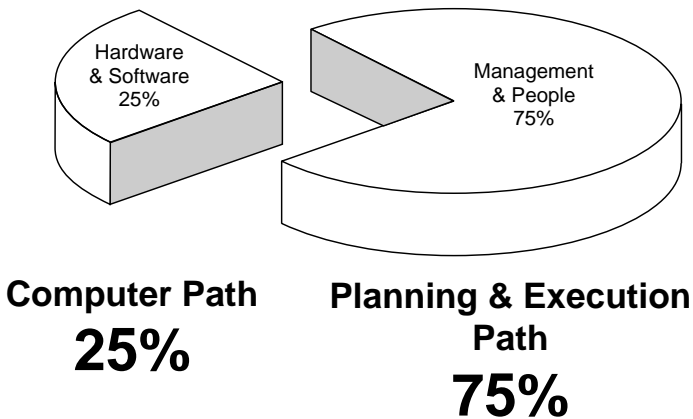 Hardware
& Software
25%
Management
& People
75%
Computer Path
25%
Planning & Execution
Path
75%